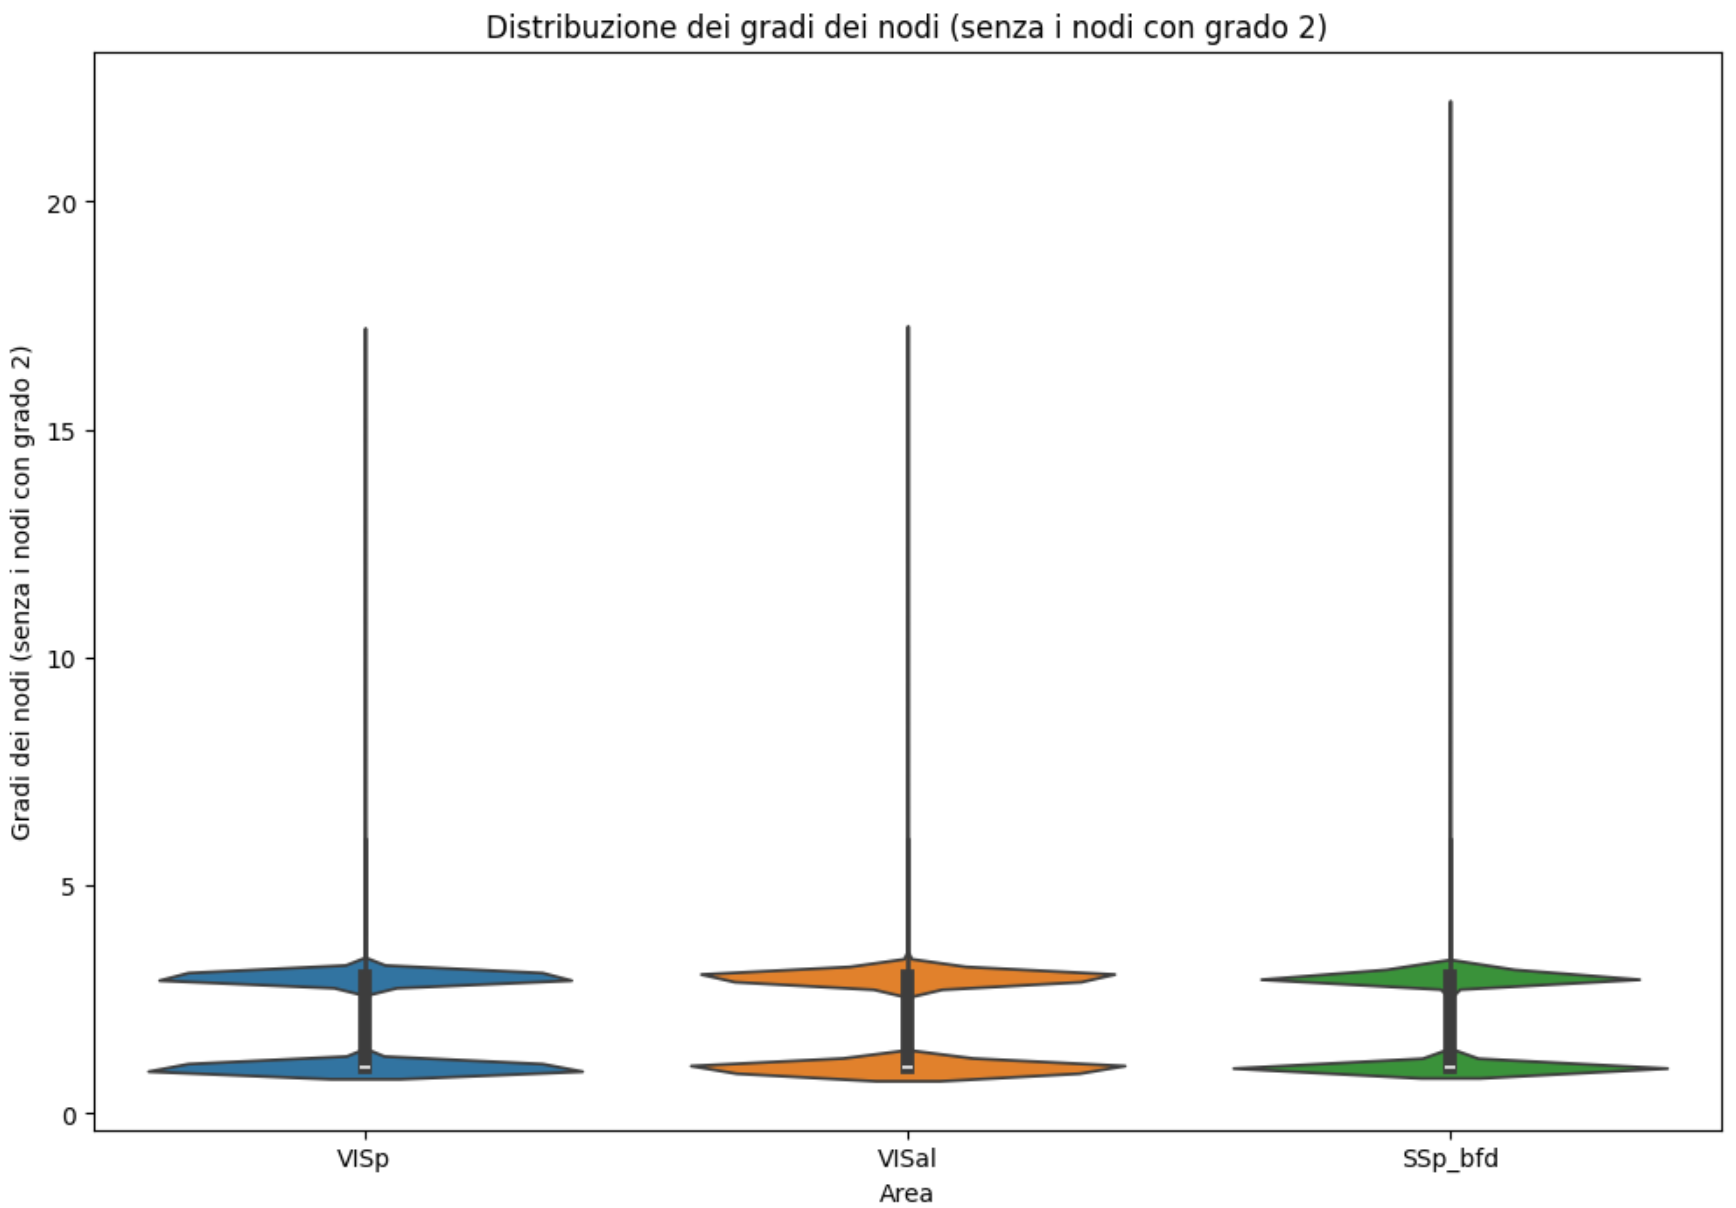 Distribuzione dei gradi dei nodi (senza i nodi con grado 2)
Gradi dei nodi (senza i nodi con grado 2)
20
15
10
5
0
VISp VISal SSp_bfd
Area